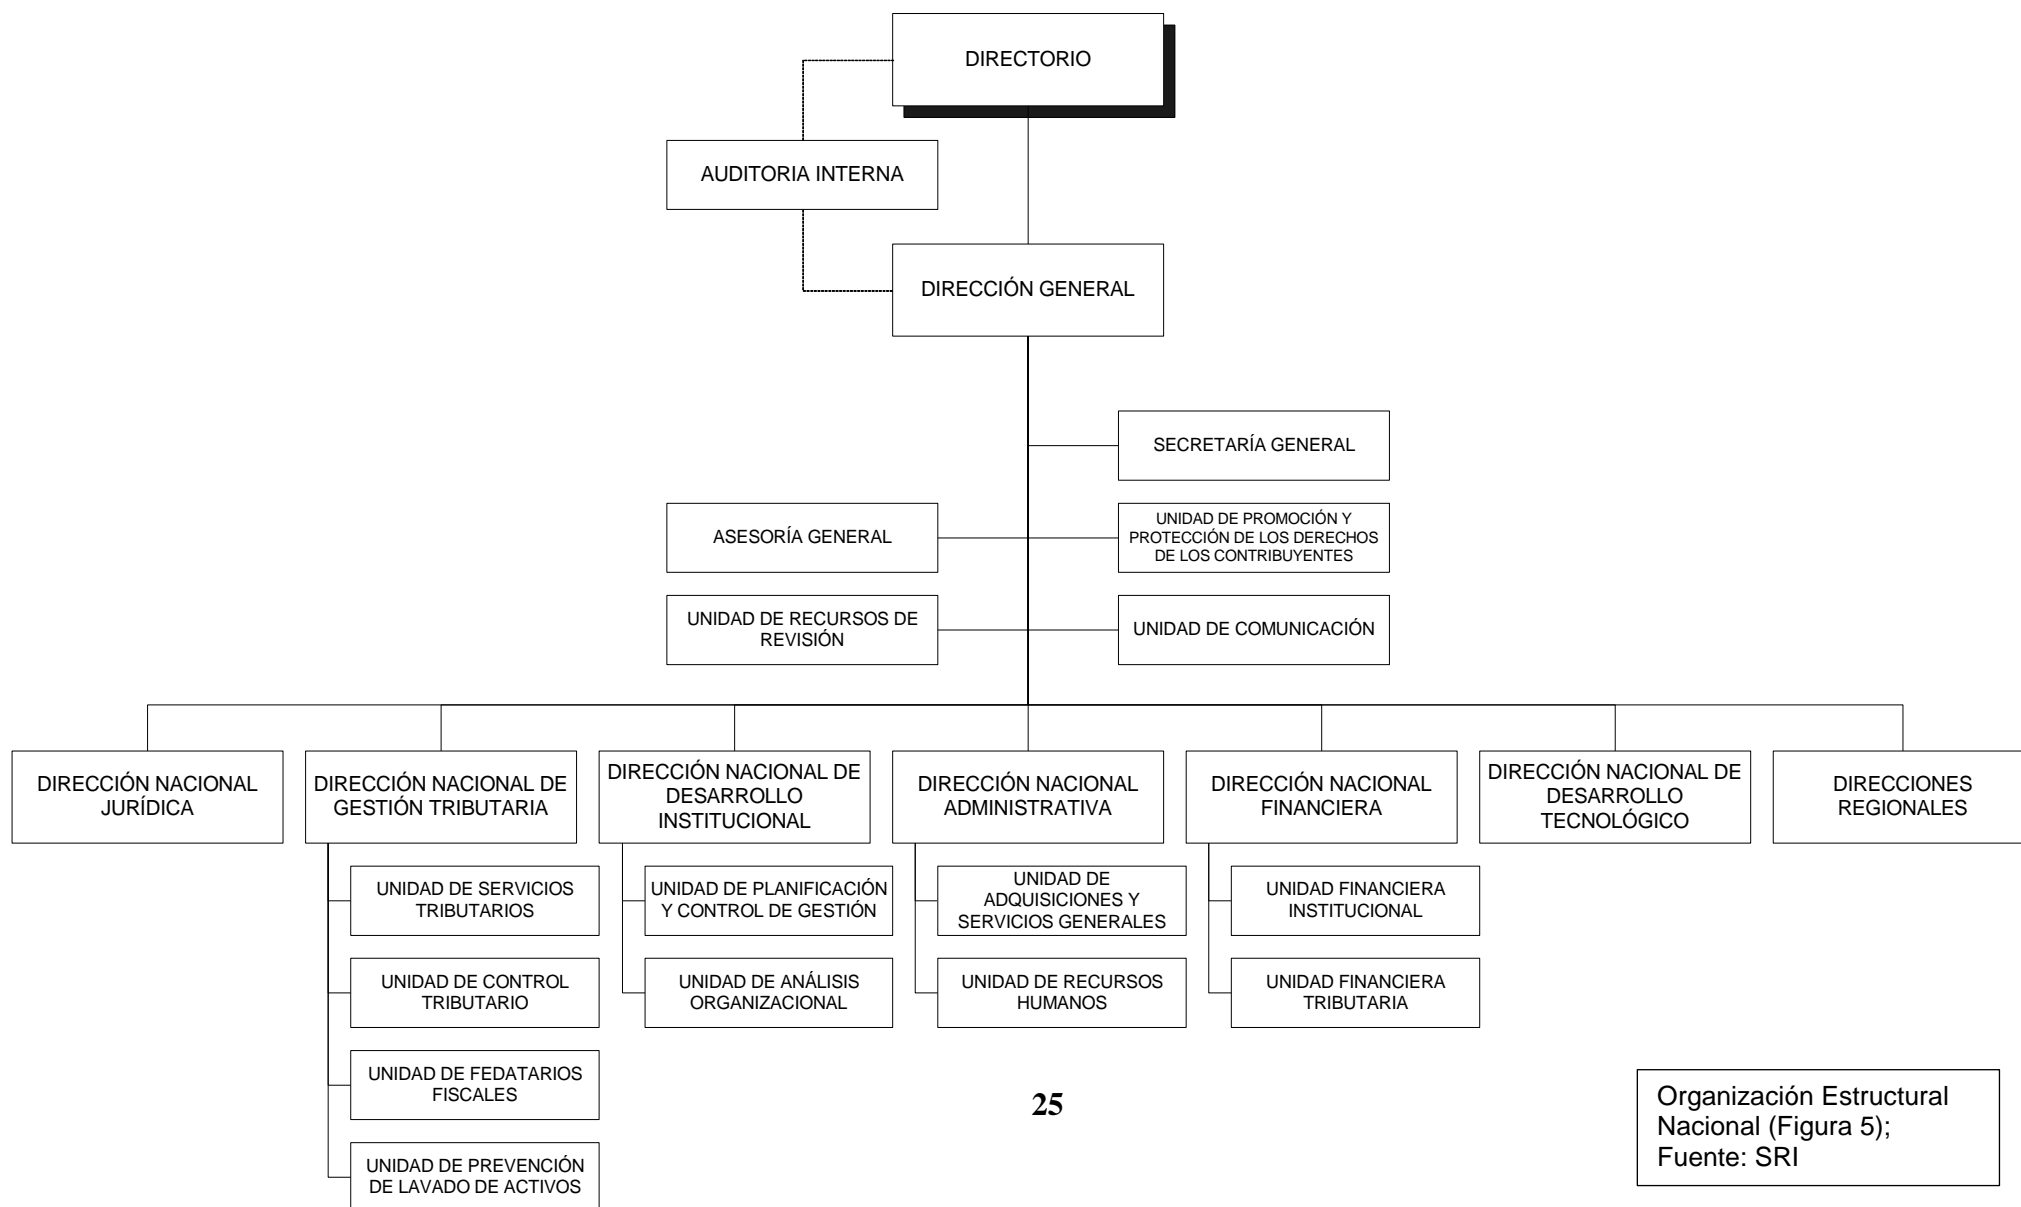 DIRECTORIO
AUDITORIA INTERNA
DIRECCIÓN GENERAL
SECRETARÍA GENERAL
ASESORÍA GENERAL
UNIDAD DE PROMOCIÓN Y
PROTECCIÓN DE LOS DERECHOS
DE LOS CONTRIBUYENTES
UNIDAD DE RECURSOS DE
REVISIÓN
UNIDAD DE COMUNICACIÓN
DIRECCIÓN NACIONAL
JURÍDICA
DIRECCIÓN NACIONAL DE
GESTIÓN TRIBUTARIA
DIRECCIÓN NACIONAL DE
DESARROLLO
INSTITUCIONAL
DIRECCIÓN NACIONAL
ADMINISTRATIVA
DIRECCIÓN NACIONAL
FINANCIERA
DIRECCIÓN NACIONAL DE
DESARROLLO
TECNOLÓGICO
DIRECCIONES
REGIONALES
UNIDAD DE SERVICIOS
TRIBUTARIOS
UNIDAD DE PLANIFICACIÓN
Y CONTROL DE GESTIÓN
UNIDAD DE
ADQUISICIONES Y
SERVICIOS GENERALES
UNIDAD FINANCIERA
INSTITUCIONAL
UNIDAD DE CONTROL
TRIBUTARIO
UNIDAD DE ANÁLISIS
ORGANIZACIONAL
UNIDAD DE RECURSOS
HUMANOS
UNIDAD FINANCIERA
TRIBUTARIA
UNIDAD DE FEDATARIOS
FISCALES
UNIDAD DE PREVENCIÓN
DE LAVADO DE ACTIVOS
25
Organización Estructural
Nacional (Figura 5);
Fuente: SRI